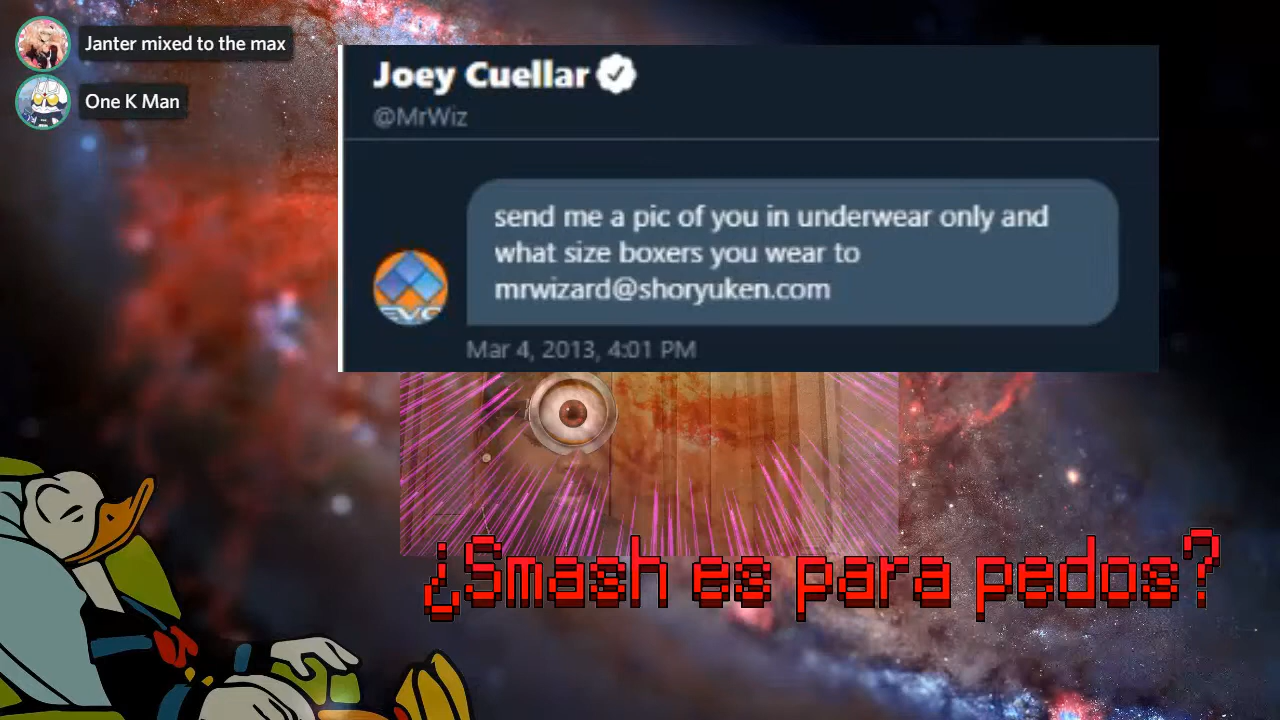 Janter mixed to the max
One K Man
Joey Cuellar
@MrWiz
send me a pic of you in underwear only and
what size boxers you wear to
mrwizard@shoryuken.com
EVO
Mar 4, 2013, 4:01 PM
¿Smash es para pedos?